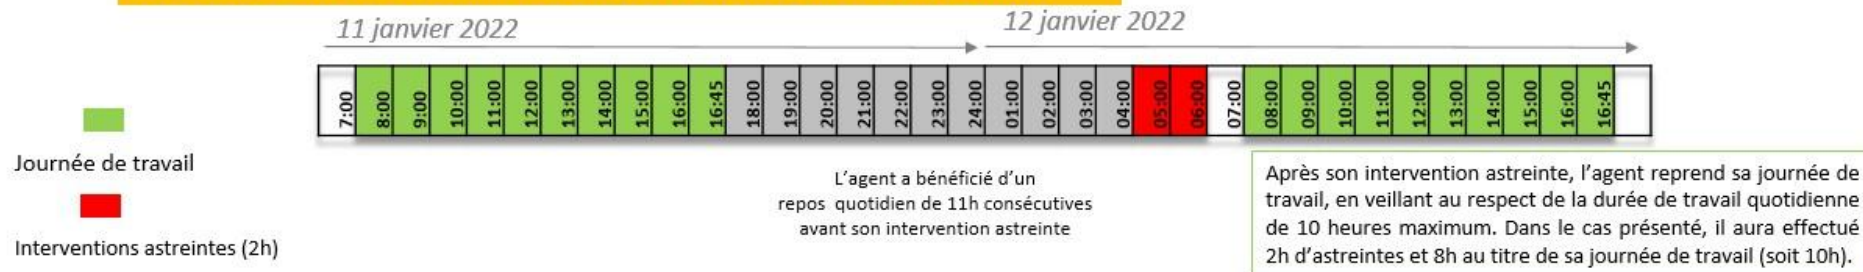 11 janvier 2022
12 janvier 2022
7:00 8:00 9:00 10:00 11:00 12:00 13:00 14:00 15:00 16:00 16:45 18:00 19:00 20:00 21:00 22:00 23:00 24:00 01:00 02:00 03:00 04:00 05:00 06:00 07:00 08:00 09:00 10:00 11:00 12:00 13:00 14:00 15:00 16:00 16:45
Journée de travail
Interventions astreintes (2h)
L’agent a bénéficié d’un
repos quotidien de 11h consécutives
avant son intervention astreinte
Après son intervention astreinte, l’agent reprend sa journée de
travail, en veillant au respect de la durée de travail quotidienne
de 10 heures maximum. Dans le cas présenté, il aura effectué
2h d’astreintes et 8h au titre de sa journée de travail (soit 10h).